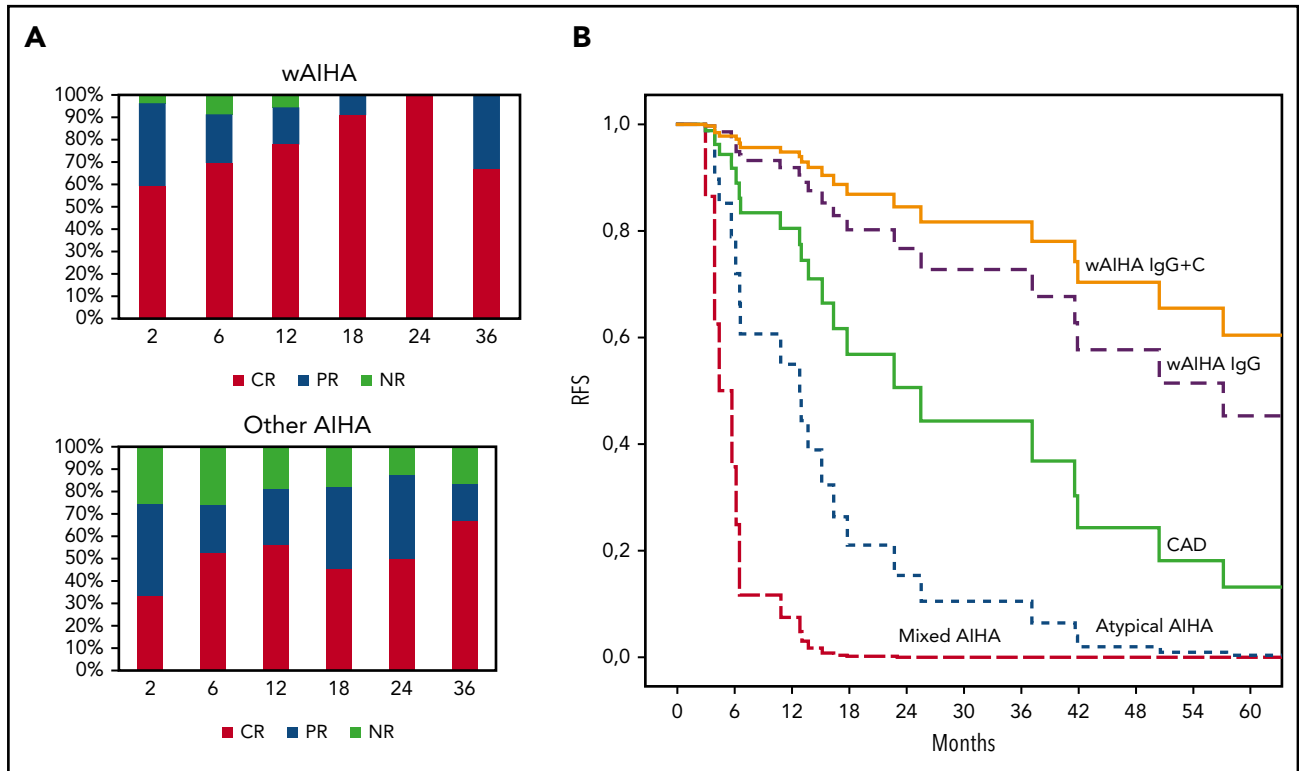 A
wAIHA
100%
90%
80%
70%
60%
50%
40%
30%
20%
10%
0%
2 6 12 18 24 36
CR PR NR
Other AIHA
100%
90%
80%
70%
60%
50%
40%
30%
20%
10%
0%
2 6 12 18 24 36
CR PR NR
B
RFS
1,0
0,8
0,6
0,4
0,2
0,0
wAIHA IgG+C
wAIHA IgG
CAD
Atypical AIHA
Mixed AIHA
0 6 12 18 24 30 36 42 48 54 60
Months